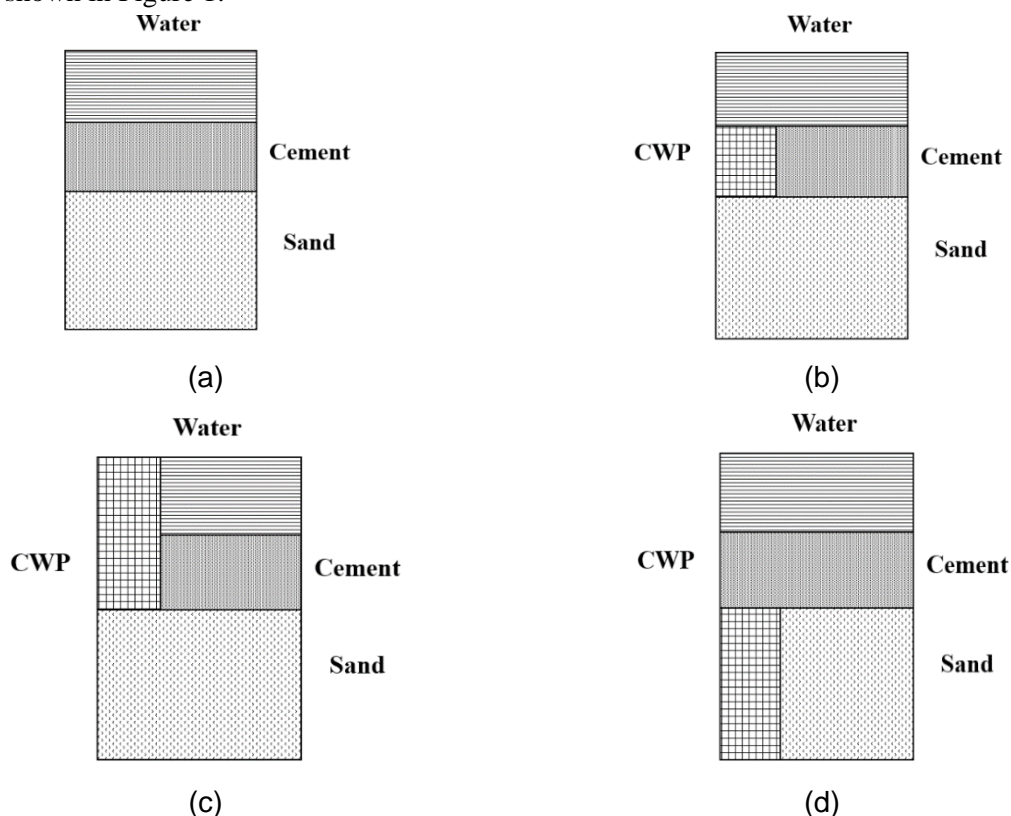 shown in Figure 1.
Water
Water
Cement
CWP
Cement
Sand
Sand
(a)
(b)
Water
Water
CWP
Cement
CWP
Cement
Sand
Sand
(c)
(d)